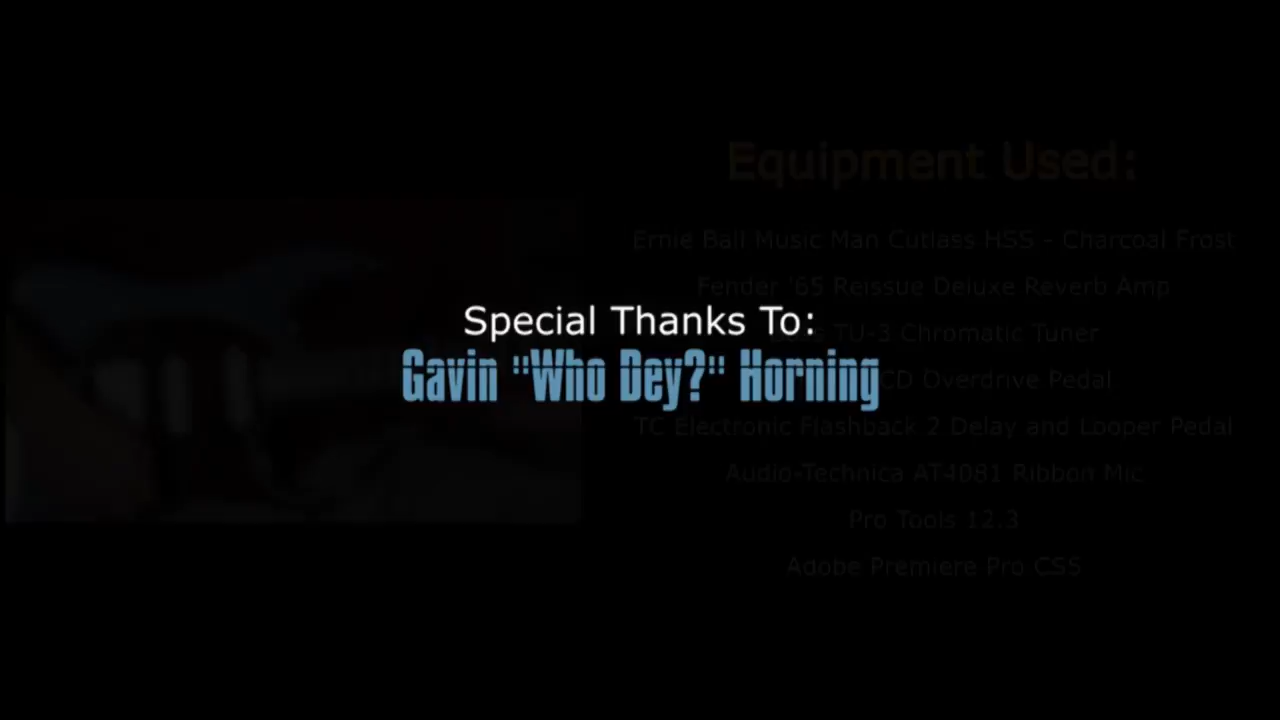 Equipment Used:
Ernie Ball Music Man Cutlass HSS - Charcoal Frost
Fender '65 Reissue Deluxe Reverb Amp
Special Thanks To:
TU-3 Chromatic Tuner
Gavin "Who Dey?" Horning
CD Overdrive Pedal
TC Electronic Flashback 2 Delay and Looper Pedal
Audio-Technica AT4081 Ribbon Mic
Pro Tools 12.3
Adobe Premiere Pro CS5